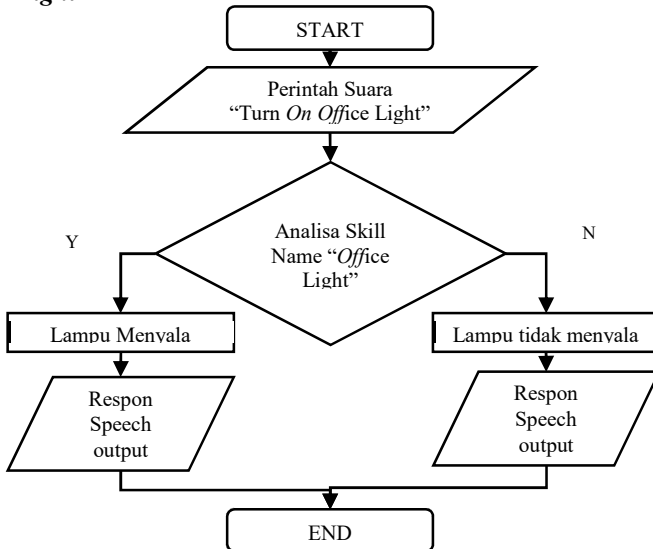 START
Perintah Suara
“Turn On Office Light”
Analisa Skill
Name “Office
Light”
Y
N
Lampu Menyala
Lampu tidak menyala
Respon
Speech
output
Respon
Speech
output
END